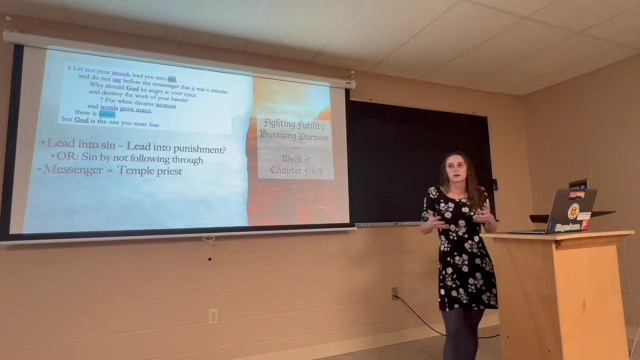 6 Let not your mouth lead you into sin,
and do not say before the messenger that it was a mistake.
Why should God be angry at your voice
and destroy the work of your hands?
7 For when dreams increase
and words grow many,
there is
but God is the one you must fear.
• Lead into sin – Lead into punishment?
• OR: Sin by not following through
• Messenger = Temple priest
Fighting Futility
Pursuing Purpose
Week 6:
Chapter 5:1-7